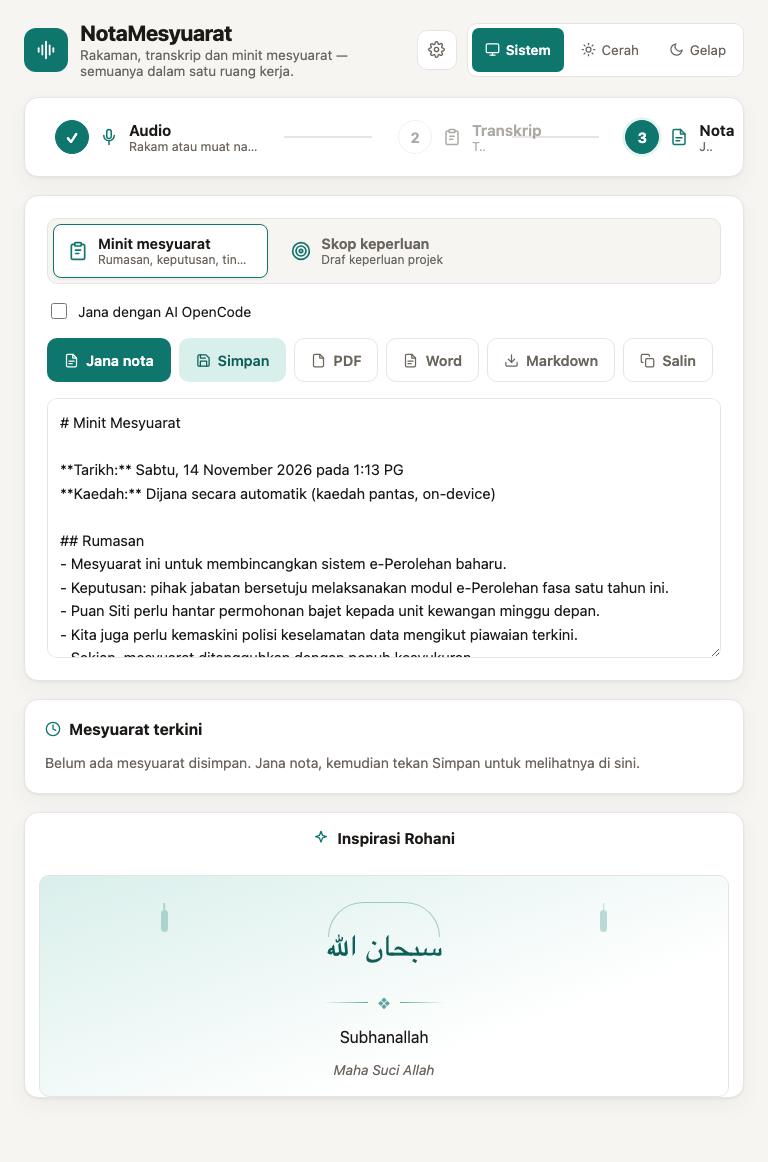 NotaMesyuarat
Rakaman, transkrip dan minit mesyuarat —
semuanya dalam satu ruang kerja.
Sistem
Cerah
Gelap
Audio
Rakam atau muat na...
2
Transkrip
T..
3
Nota
J..
Minit mesyuarat
Rumasan, keputusan, tin...
Skop keperluan
Draf keperluan projek
Jana dengan AI OpenCode
Jana nota
Simpan
PDF
Word
Markdown
Salin
# Minit Mesyuarat
**Tarikh:** Sabtu, 14 November 2026 pada 1:13 PG
**Kaedah:** Dijana secara automatik (kaedah pantas, on-device)
## Rumasan
- Mesyuarat ini untuk membincangkan sistem e-Perolehan baharu.
- Keputusan: pihak jabatan bersetuju melaksanakan modul e-Perolehan fasa satu tahun ini.
- Puan Siti perlu hantar permohonan bajet kepada unit kewangan minggu depan.
- Kita juga perlu kemaskini polisi keselamatan data mengikut piawaian terkini.
- Sekian, mesyuarat ditangguhkan dengan penuh kesyukuran.
Mesyuarat terkini
Belum ada mesyuarat disimpan. Jana nota, kemudian tekan Simpan untuk melihatnya di sini.
Inspirasi Rohani
سبحان الله
Subhanallah
Maha Suci Allah